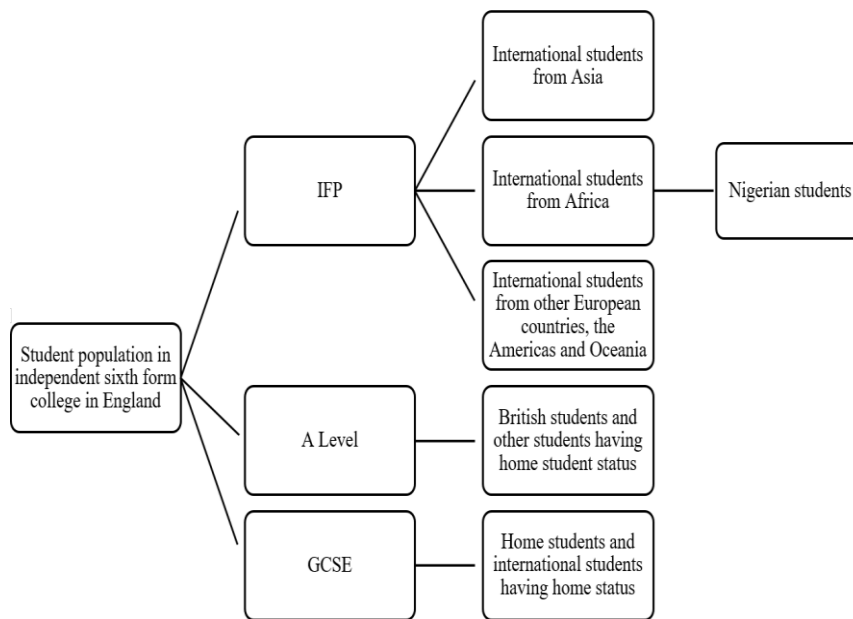 Student population in
independent sixth form
college in England
IFP
International students
from Asia
International students
from Africa
Nigerian students
International students
from other European
countries, the
Americas and Oceania
A Level
British students and
other students having
home student status
GCSE
Home students and
international students
having home status